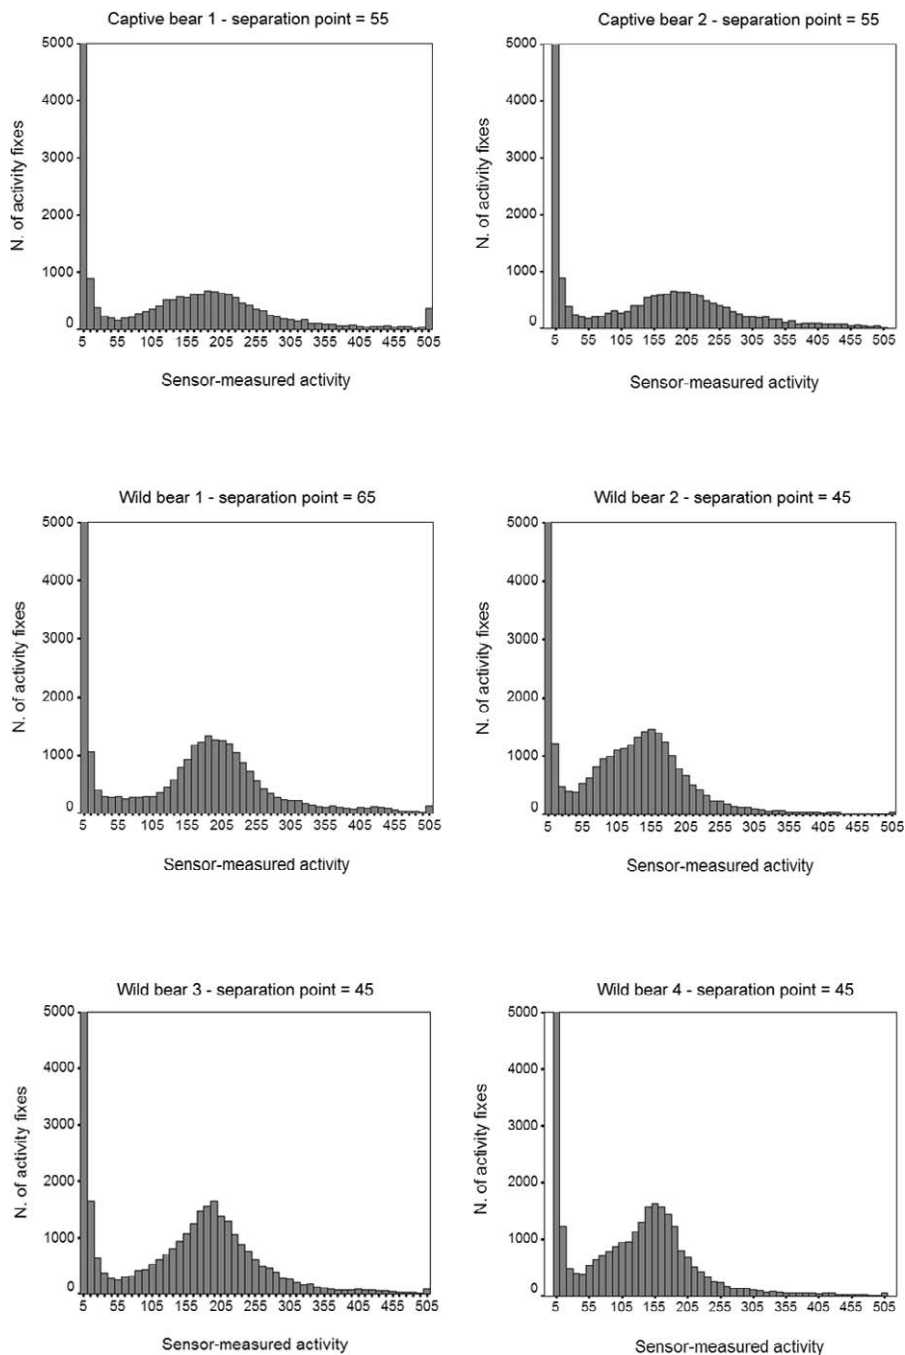 Captive bear 1 - separation point = 55
5000
4000
3000
2000
1000
0
N. of activity fixes
5 55 105 155 205 255 305 355 405 455 505
Sensor-measured activity
Captive bear 2 - separation point = 55
5000
4000
3000
2000
1000
0
N. of activity fixes
5 55 105 155 205 255 305 355 405 455 505
Sensor-measured activity
Wild bear 1 - separation point = 65
5000
4000
3000
2000
1000
0
N. of activity fixes
5 55 105 155 205 255 305 355 405 455 505
Sensor-measured activity
Wild bear 2 - separation point = 45
5000
4000
3000
2000
1000
0
N. of activity fixes
5 55 105 155 205 255 305 355 405 455 505
Sensor-measured activity
Wild bear 3 - separation point = 45
5000
4000
3000
2000
1000
0
N. of activity fixes
5 55 105 155 205 255 305 355 405 455 505
Sensor-measured activity
Wild bear 4 - separation point = 45
5000
4000
3000
2000
1000
0
N. of activity fixes
5 55 105 155 205 255 305 355 405 455 505
Sensor-measured activity